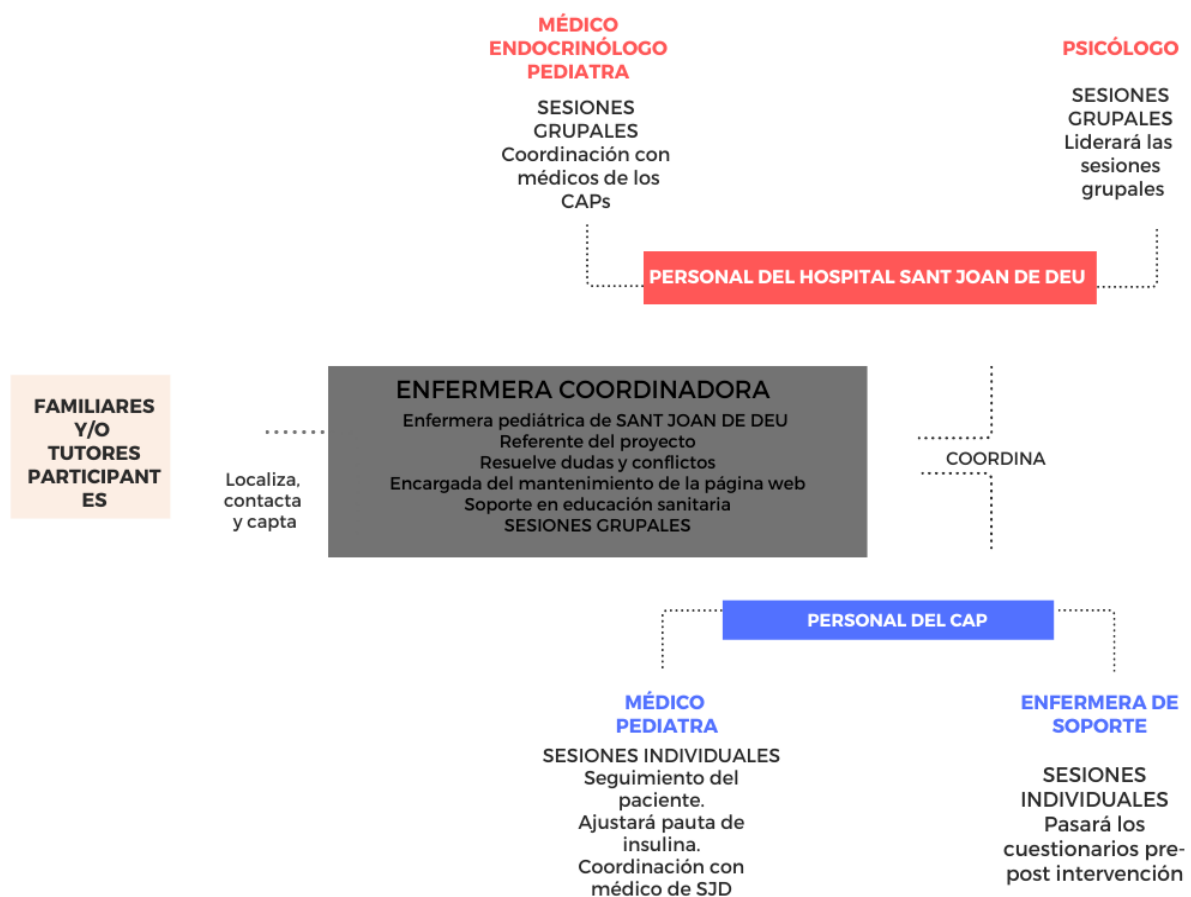 MÉDICO
ENDOCRINÓLOGO
PEDIATRA
SESIONES
GRUPALES
Coordinación con
médicos de los
CAPs
PSICÓLOGO
SESIONES
GRUPALES
Liderará las
sesiones
grupales
PERSONAL DEL HOSPITAL SANT JOAN DE DEU
FAMILIARES
Y/O
TUTORES
PARTICIPANT
ES
Localiza,
contacta
y capta
ENFERMERA COORDINADORA
Enfermera pediátrica de SANT JOAN DE DEU
Referente del proyecto
Resuelve dudas y conflictos
Encargada del mantenimiento de la página web
Soporte en educación sanitaria
SESIONES GRUPALES
COORDINA
PERSONAL DEL CAP
MÉDICO
PEDIATRA
SESIONES INDIVIDUALES
Seguimiento del
paciente.
Ajustará pauta de
insulina.
Coordinación con
médico de SJD
ENFERMERA DE
SOPORTE
SESIONES
INDIVIDUALES
Pasará los
cuestionarios pre-
post intervención